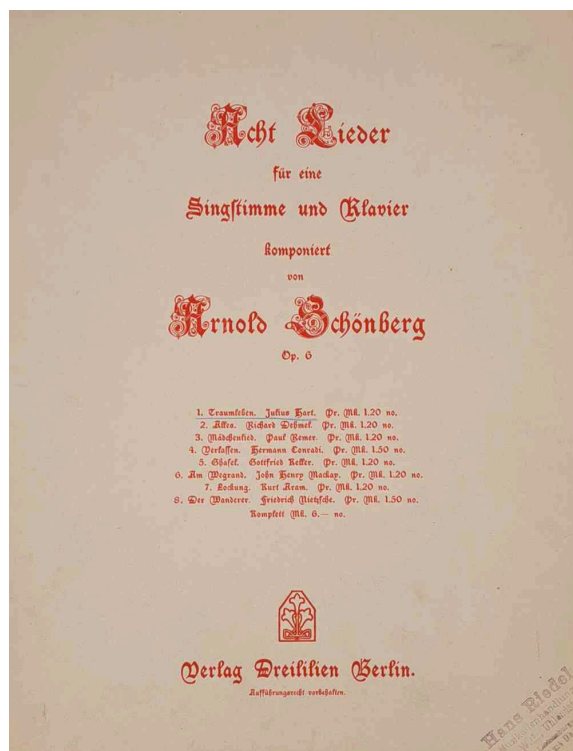 Acht Lieder
für eine
Singstimme und Klavier
komponiert
von
Arnold Schönberg
Op. 6
1. Traumleben. Julius Hart. Pr. Mk. 1.20 no.
2. Alles. Richard Dehmel. Pr. Mk. 1.20 no.
3. Mädchenlied. Paul Remer. Pr. Mk. 1.20 no.
4. Verlassen. Hermann Conradi. Pr. Mk. 1.50 no.
5. Ghasel. Gottfried Keller. Pr. Mk. 1.20 no.
6. Am Wegrand. John Henry Mackay. Pr. Mk. 1.20 no.
7. Lockung. Kurt Aram. Pr. Mk. 1.20 no.
8. Der Wanderer. Friedrich Nietzsche. Pr. Mk. 1.50 no.
Komplett Mk. 6.— no.
Verlag Dreililien Berlin.
Aufführungsrecht vorbehalten.
Hans Riedel